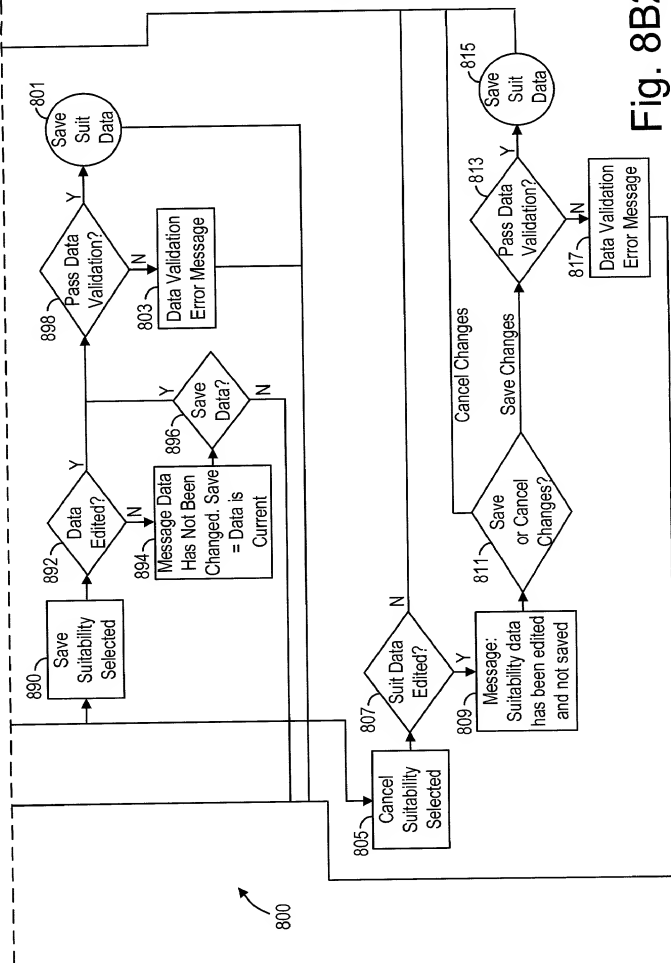 890
Save
Suitability
Selected
892
Data
Edited?
Y
N
894
Message Data
Has Not Been
Changed. Save
= Data is
Current
896
Save
Data?
Y
N
898
Pass Data
Validation?
Y
N
801
Save
Suit
Data
803
Data Validation
Error Message
805
Cancel
Suitability
Selected
807
Suit Data
Edited?
N
Y
809
Message:
Suitability data
has been edited
and not saved
811
Save
or Cancel
Changes?
Cancel Changes
Save Changes
813
Pass Data
Validation?
Y
N
815
Save
Suit
Data
817
Data Validation
Error Message
800